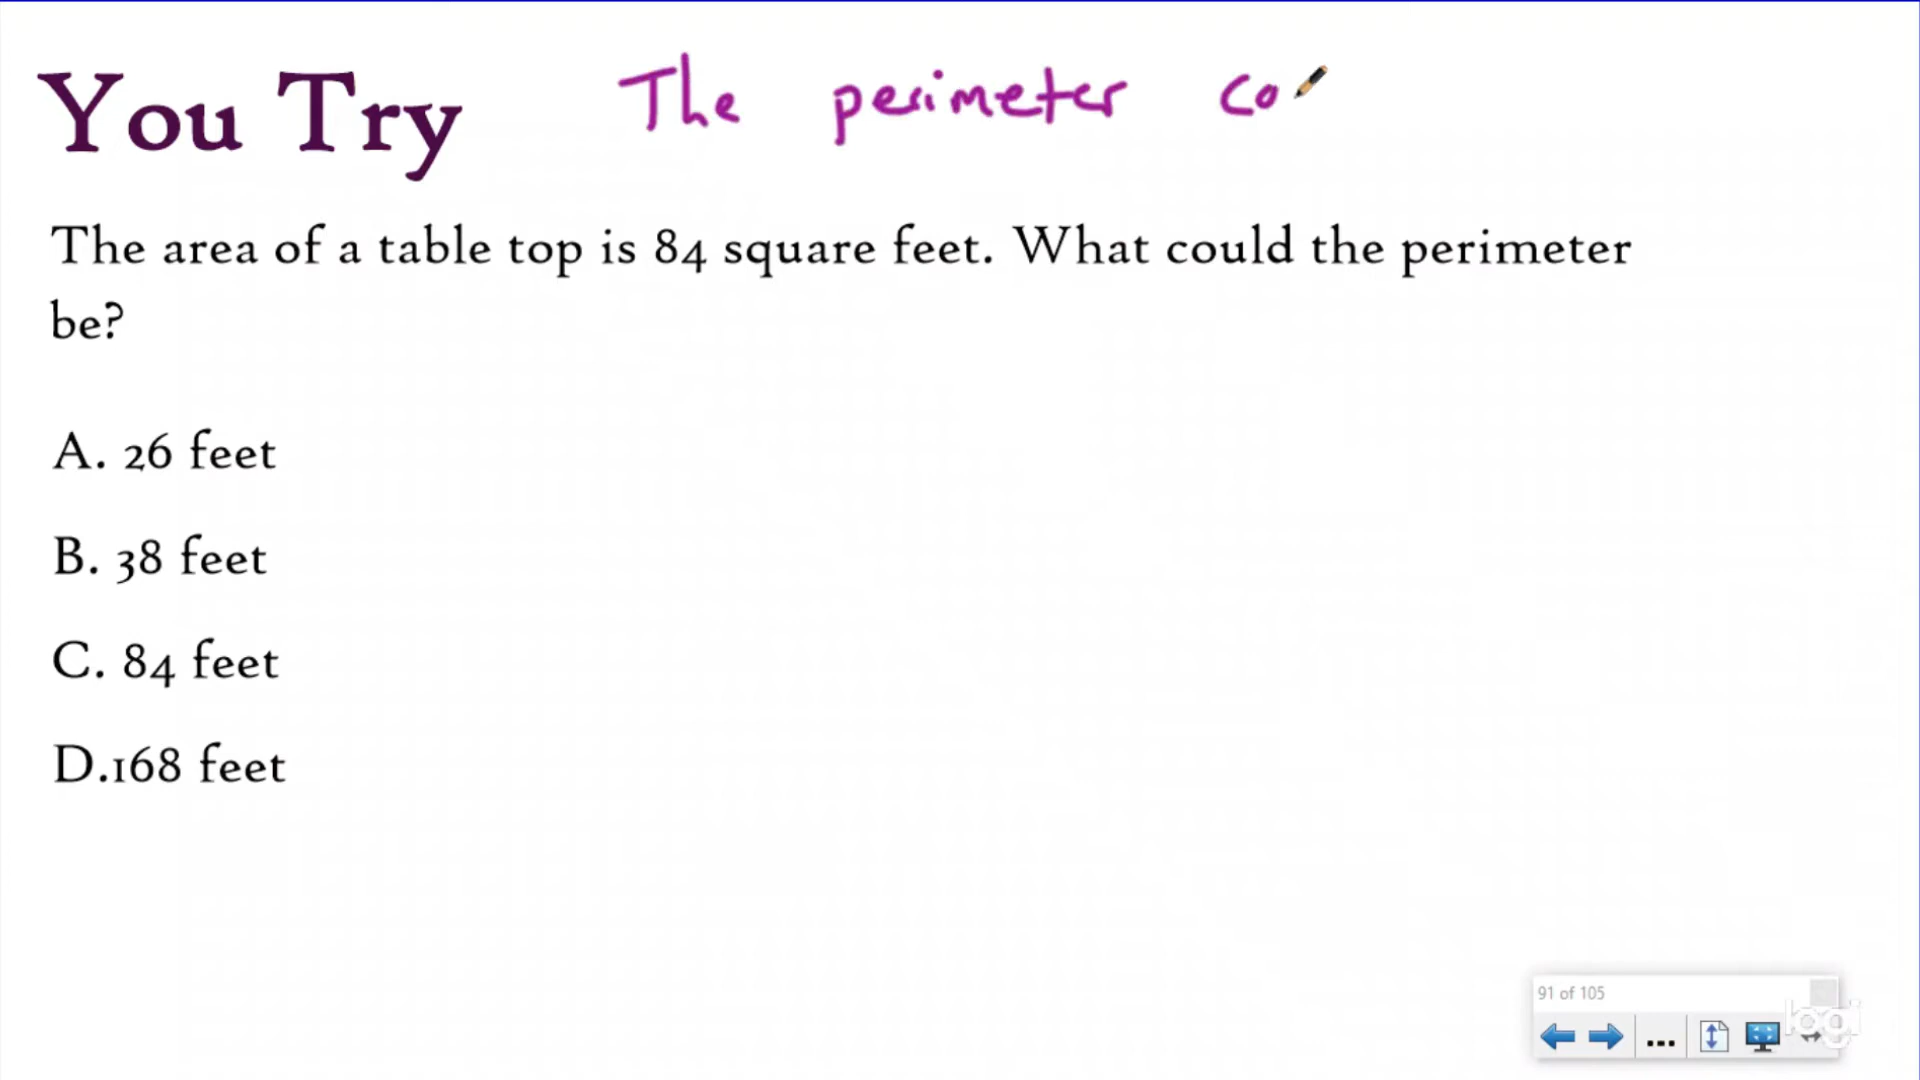 You Try The perimeter co
The area of a table top is 84 square feet. What could the perimeter
be?
A. 26 feet
B. 38 feet
C. 84 feet
D.168 feet
91 of 105
...
logi